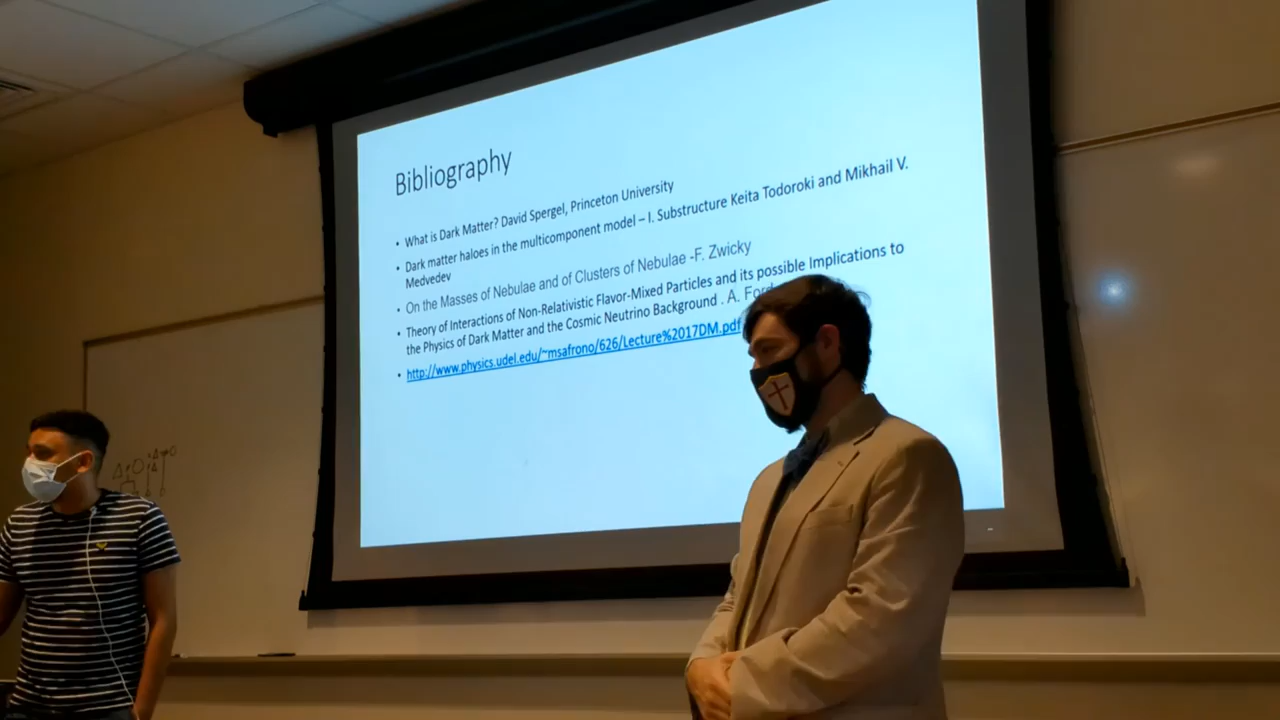 Bibliography
• What is Dark Matter? David Spergel, Princeton University
• Dark matter haloes in the multicomponent model – I. Substructure Keita Todoroki and Mikhail V.
Medvedev
• On the Masses of Nebulae and of Clusters of Nebulae -F. Zwicky
• Theory of Interactions of Non-Relativistic Flavor-Mixed Particles and its possible Implications to
the Physics of Dark Matter and the Cosmic Neutrino Background . A. Ford
• http://www.physics.udel.edu/~msafrono/626/Lecture%2017DM.pdf